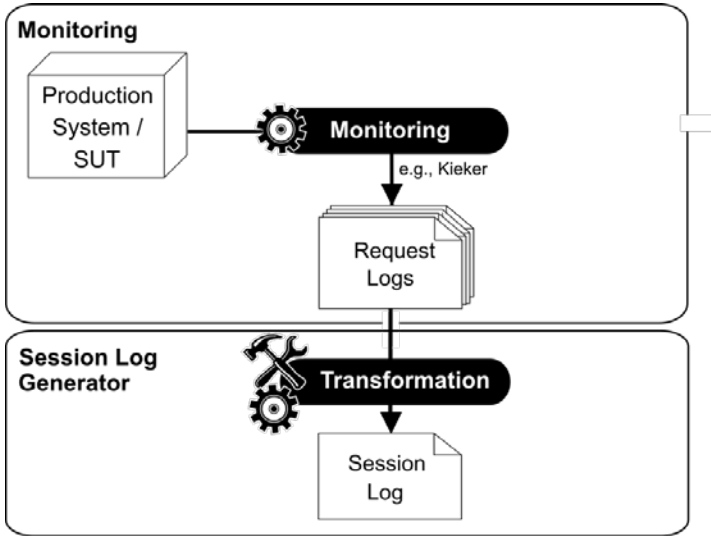 Monitoring
Production
System /
SUT
Monitoring
e.g., Kieker
Request
Logs
Session Log
Generator
Transformation
Session
Log